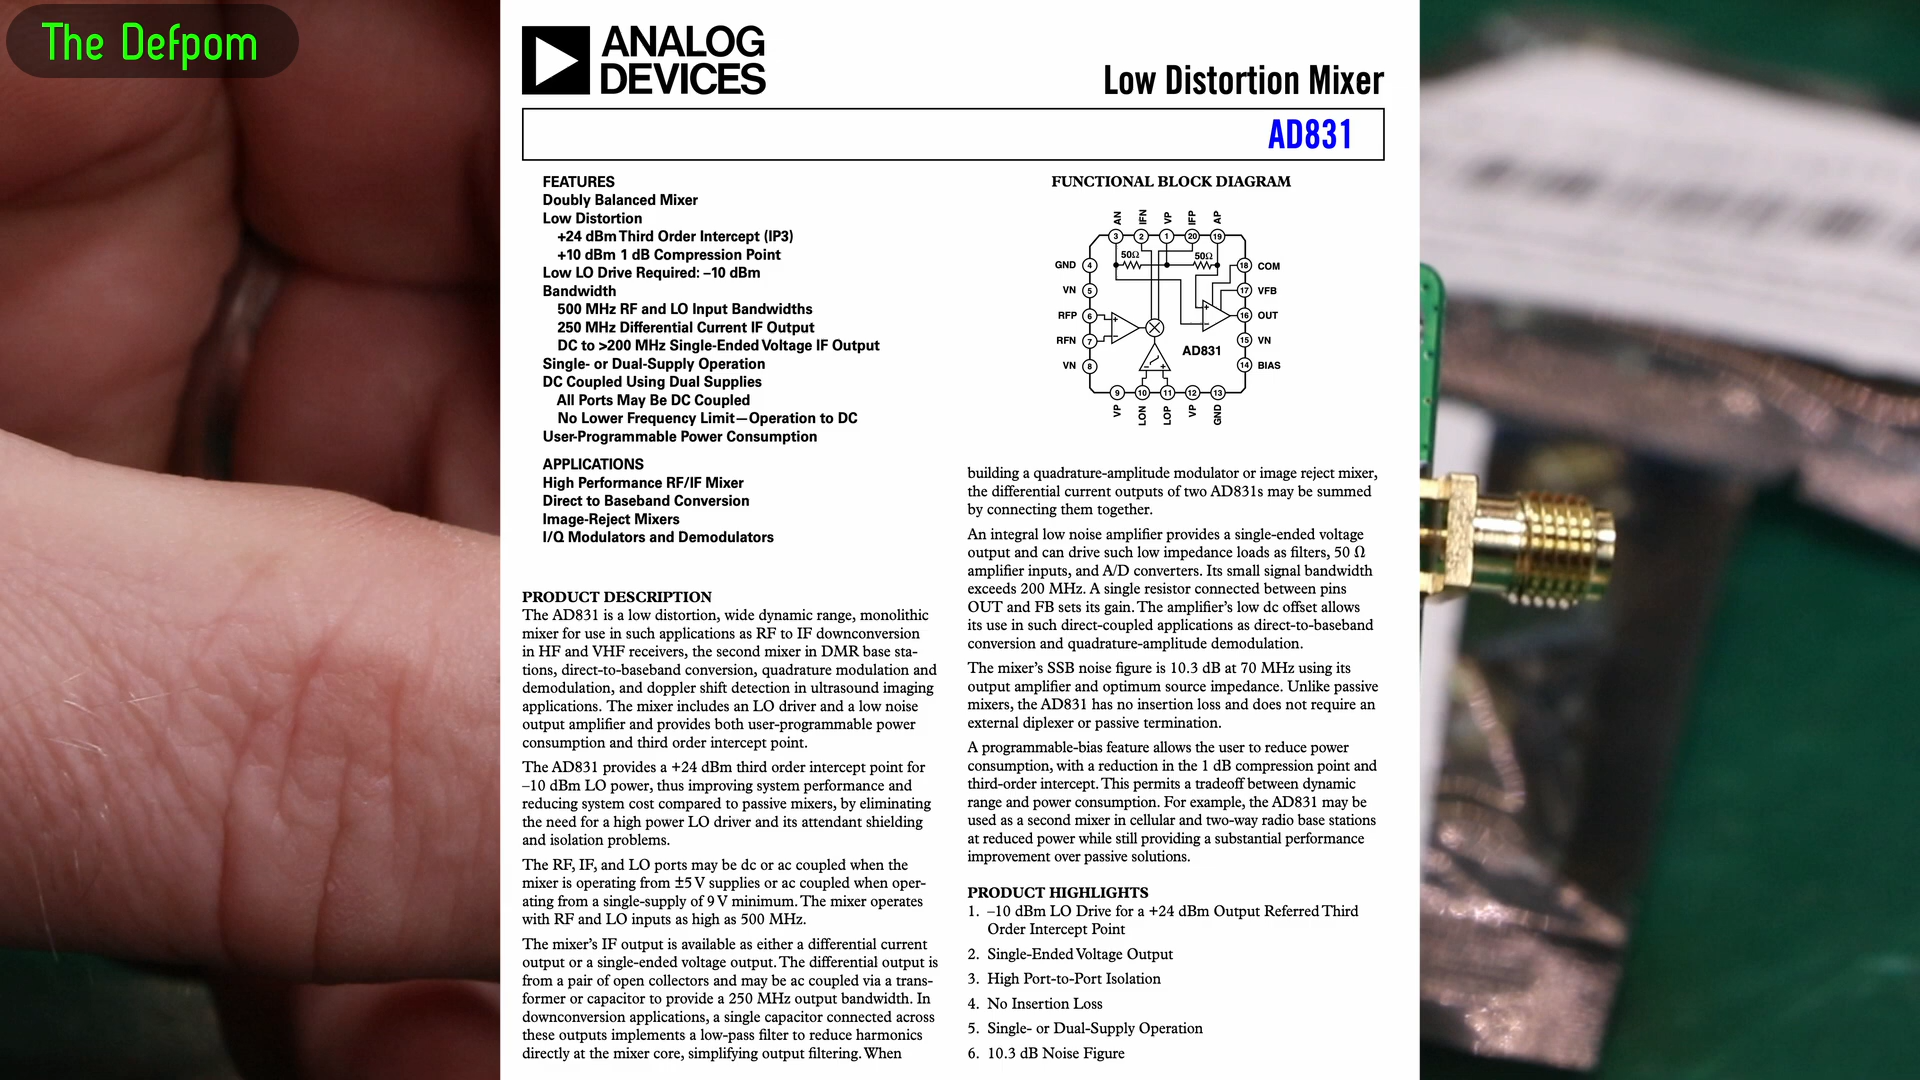 The Defpom
ANALOG
DEVICES
Low Distortion Mixer
AD831
FEATURES
Doubly Balanced Mixer
Low Distortion
+24 dBm Third Order Intercept (IP3)
+10 dBm 1 dB Compression Point
Low LO Drive Required: –10 dBm
Bandwidth
500 MHz RF and LO Input Bandwidths
250 MHz Differential Current IF Output
DC to >200 MHz Single-Ended Voltage IF Output
Single- or Dual-Supply Operation
DC Coupled Using Dual Supplies
All Ports May Be DC Coupled
No Lower Frequency Limit—Operation to DC
User-Programmable Power Consumption
APPLICATIONS
High Performance RF/IF Mixer
Direct to Baseband Conversion
Image-Reject Mixers
I/Q Modulators and Demodulators
PRODUCT DESCRIPTION
The AD831 is a low distortion, wide dynamic range, monolithic
mixer for use in such applications as RF to IF downconversion
in HF and VHF receivers, the second mixer in DMR base sta-
tions, direct-to-baseband conversion, quadrature modulation and
demodulation, and doppler shift detection in ultrasound imaging
applications. The mixer includes an LO driver and a low noise
output amplifier and provides both user-programmable power
consumption and third order intercept point.
The AD831 provides a +24 dBm third order intercept point for
–10 dBm LO power, thus improving system performance and
reducing system cost compared to passive mixers, by eliminating
the need for a high power LO driver and its attendant shielding
and isolation problems.
The RF, IF, and LO ports may be dc or ac coupled when the
mixer is operating from ±5 V supplies or ac coupled when oper-
ating from a single-supply of 9 V minimum. The mixer operates
with RF and LO inputs as high as 500 MHz.
The mixer's IF output is available as either a differential current
output or a single-ended voltage output. The differential output is
from a pair of open collectors and may be ac coupled via a trans-
former or capacitor to provide a 250 MHz output bandwidth. In
downconversion applications, a single capacitor connected across
these outputs implements a low-pass filter to reduce harmonics
directly at the mixer core, simplifying output filtering. When
FUNCTIONAL BLOCK DIAGRAM
AN IFN VP IFP AP
3 2 1 20 19
50Ω 50Ω
GND 4 18 COM
VN 5 17 VFB
RFP 6 16 OUT
RFN 7 15 VN
AD831
VN 8 14 BIAS
9 10 11 12 13
VP LON LOP VP GND
building a quadrature-amplitude modulator or image reject mixer,
the differential current outputs of two AD831s may be summed
by connecting them together.
An integral low noise amplifier provides a single-ended voltage
output and can drive such low impedance loads as filters, 50 Ω
amplifier inputs, and A/D converters. Its small signal bandwidth
exceeds 200 MHz. A single resistor connected between pins
OUT and FB sets its gain. The amplifier's low dc offset allows
its use in such direct-coupled applications as direct-to-baseband
conversion and quadrature-amplitude demodulation.
The mixer's SSB noise figure is 10.3 dB at 70 MHz using its
output amplifier and optimum source impedance. Unlike passive
mixers, the AD831 has no insertion loss and does not require an
external diplexer or passive termination.
A programmable-bias feature allows the user to reduce power
consumption, with a reduction in the 1 dB compression point and
third-order intercept. This permits a tradeoff between dynamic
range and power consumption. For example, the AD831 may be
used as a second mixer in cellular and two-way radio base stations
at reduced power while still providing a substantial performance
improvement over passive solutions.
PRODUCT HIGHLIGHTS
1. –10 dBm LO Drive for a +24 dBm Output Referred Third
Order Intercept Point
2. Single-Ended Voltage Output
3. High Port-to-Port Isolation
4. No Insertion Loss
5. Single- or Dual-Supply Operation
6. 10.3 dB Noise Figure